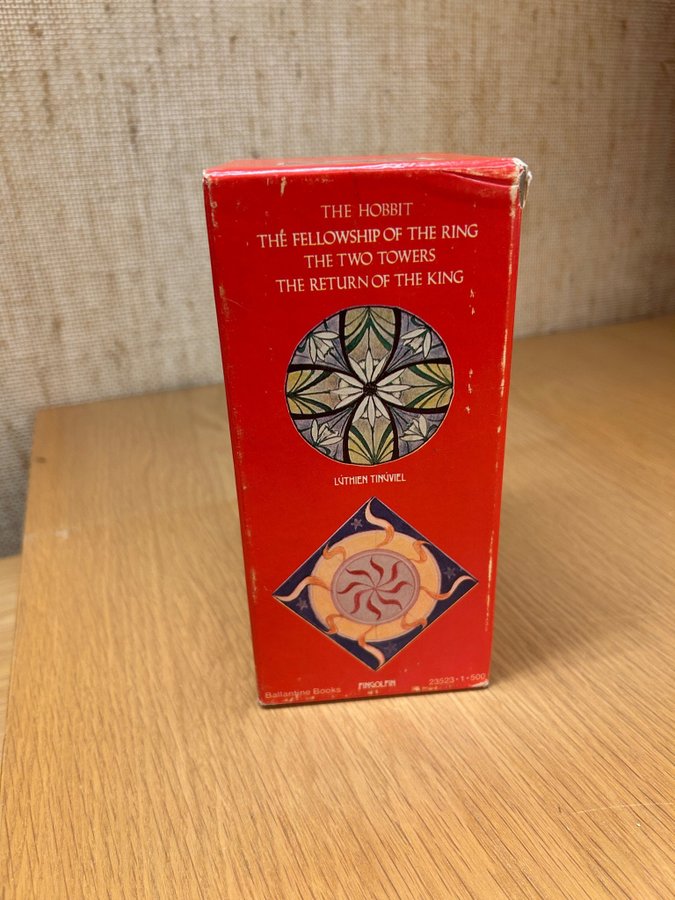 THE HOBBIT
THE FELLOWSHIP OF THE RING
THE TWO TOWERS
THE RETURN OF THE KING
LÚTHIEN TINÚVIEL
FINGOLFIN
Ballantine Books
23523·1·500